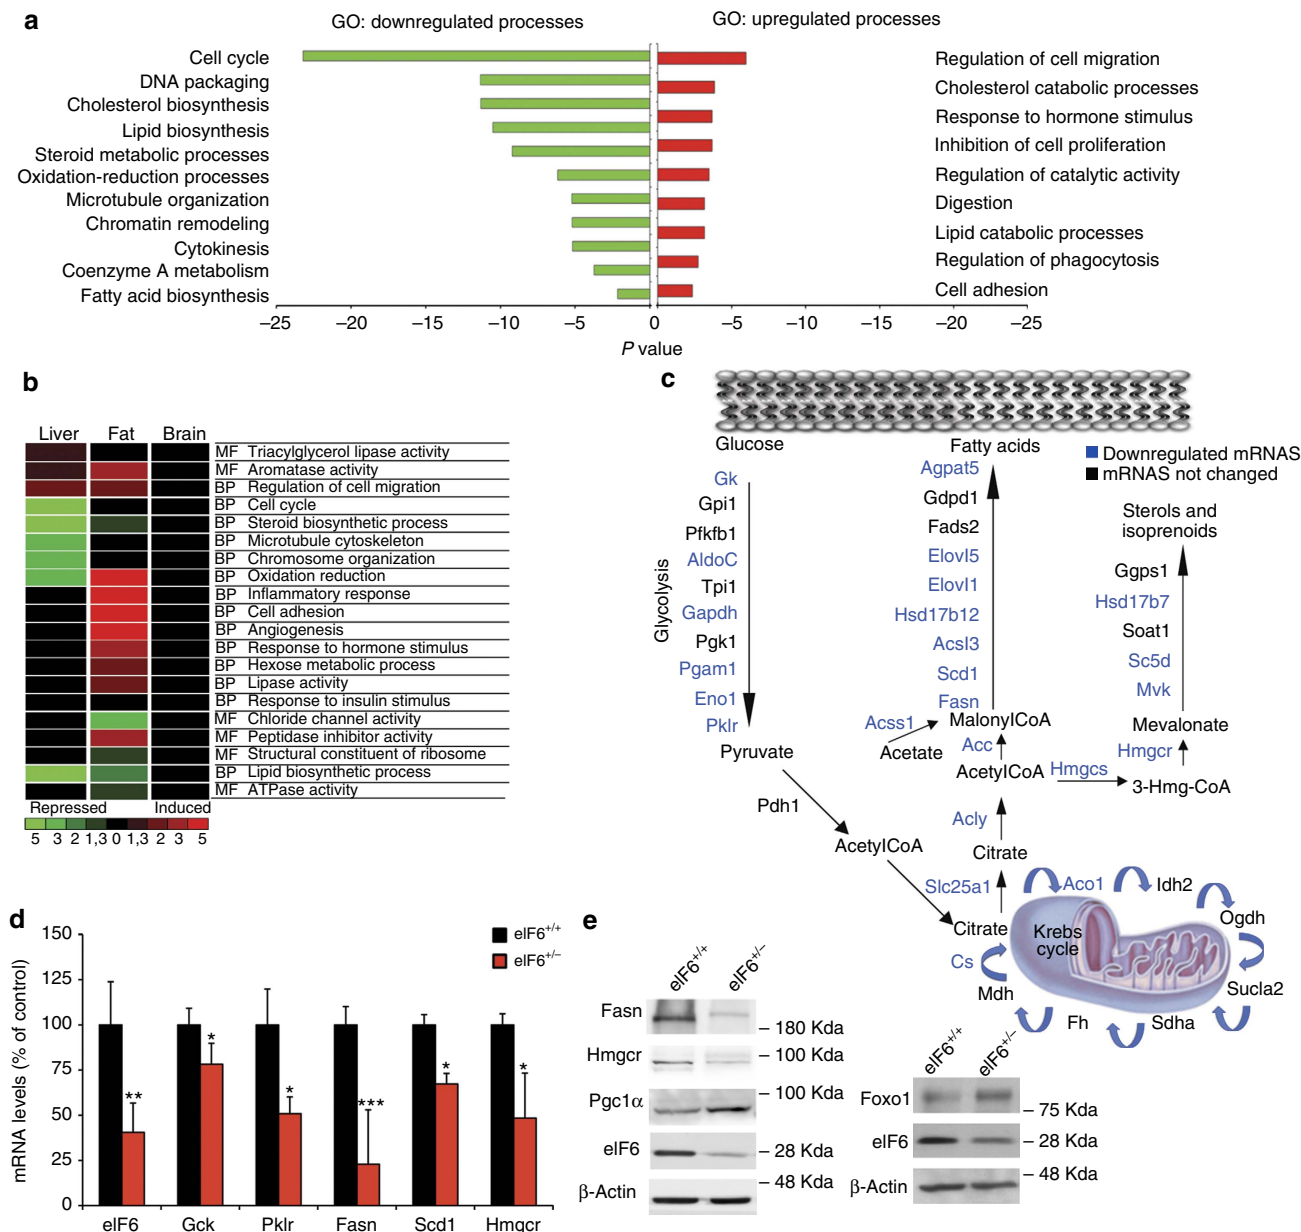 a
GO: downregulated processes
GO: upregulated processes
Cell cycle
DNA packaging
Cholesterol biosynthesis
Lipid biosynthesis
Steroid metabolic processes
Oxidation-reduction processes
Microtubule organization
Chromatin remodeling
Cytokinesis
Coenzyme A metabolism
Fatty acid biosynthesis
Regulation of cell migration
Cholesterol catabolic processes
Response to hormone stimulus
Inhibition of cell proliferation
Regulation of catalytic activity
Digestion
Lipid catabolic processes
Regulation of phagocytosis
Cell adhesion
–25 –20 –15 –10 –5 0 –5 –10 –15 –20 –25
P value
b
Liver Fat Brain
MF Triacylglycerol lipase activity
MF Aromatase activity
BP Regulation of cell migration
BP Cell cycle
BP Steroid biosynthetic process
BP Microtubule cytoskeleton
BP Chromosome organization
BP Oxidation reduction
BP Inflammatory response
BP Cell adhesion
BP Angiogenesis
BP Response to hormone stimulus
BP Hexose metabolic process
BP Lipase activity
BP Response to insulin stimulus
MF Chloride channel activity
MF Peptidase inhibitor activity
MF Structural constituent of ribosome
BP Lipid biosynthetic process
MF ATPase activity
Repressed Induced
5 3 2 1,3 0 1,3 2 3 5
c
Glucose
Glycolysis
Gk
Gpi1
Pfkfb1
AldoC
Tpi1
Gapdh
Pgk1
Pgam1
Eno1
Pklr
Pyruvate
Pdh1
AcetylCoA
Fatty acids
Agpat5
Gdpd1
Fads2
Elovl5
Elovl1
Hsd17b12
Acsl3
Scd1
Fasn
MalonylCoA
Acss1
Acetate
Acc
AcetylCoA
Hmgcs
3-Hmg-CoA
Acly
Citrate
Slc25a1
Citrate
Downregulated mRNAS
mRNAS not changed
Sterols and
isoprenoids
Ggps1
Hsd17b7
Soat1
Sc5d
Mvk
Mevalonate
Hmgcr
Krebs
cycle
Aco1
Idh2
Ogdh
Sucla2
Sdha
Fh
Mdh
Cs
d
mRNA levels (% of control)
150
125
100
75
50
25
0
eIF6+/+
eIF6+/–
**
*
*
***
*
*
eIF6 Gck Pklr Fasn Scd1 Hmgcr
e
eIF6+/+ eIF6+/–
Fasn – 180 Kda
Hmgcr – 100 Kda
Pgc1α – 100 Kda
eIF6 – 28 Kda
β-Actin – 48 Kda
eIF6+/+ eIF6+/–
Foxo1 – 75 Kda
eIF6 – 28 Kda
β-Actin – 48 Kda